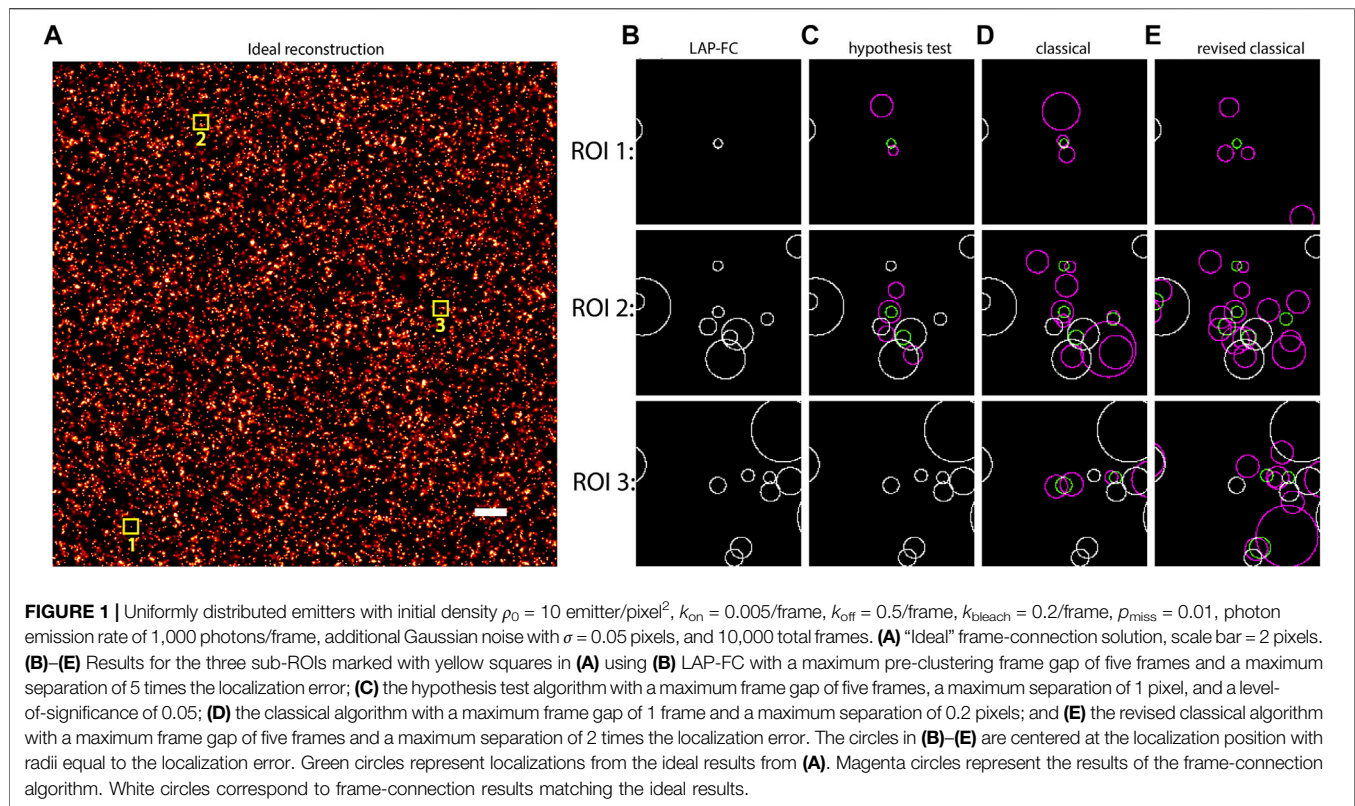 A
Ideal reconstruction
2
3
1
B
LAP-FC
C
hypothesis test
D
classical
E
revised classical
ROI 1:
ROI 2:
ROI 3:
FIGURE 1 | Uniformly distributed emitters with initial density ρ₀ = 10 emitter/pixel², k_on = 0.005/frame, k_off = 0.5/frame, k_bleach = 0.2/frame, p_miss = 0.01, photon
emission rate of 1,000 photons/frame, additional Gaussian noise with σ = 0.05 pixels, and 10,000 total frames. (A) “Ideal” frame-connection solution, scale bar = 2 pixels.
(B)–(E) Results for the three sub-ROIs marked with yellow squares in (A) using (B) LAP-FC with a maximum pre-clustering frame gap of five frames and a maximum
separation of 5 times the localization error; (C) the hypothesis test algorithm with a maximum frame gap of five frames, a maximum separation of 1 pixel, and a level-
of-significance of 0.05; (D) the classical algorithm with a maximum frame gap of 1 frame and a maximum separation of 0.2 pixels; and (E) the revised classical algorithm
with a maximum frame gap of five frames and a maximum separation of 2 times the localization error. The circles in (B)–(E) are centered at the localization position with
radii equal to the localization error. Green circles represent localizations from the ideal results from (A). Magenta circles represent the results of the frame-connection
algorithm. White circles correspond to frame-connection results matching the ideal results.